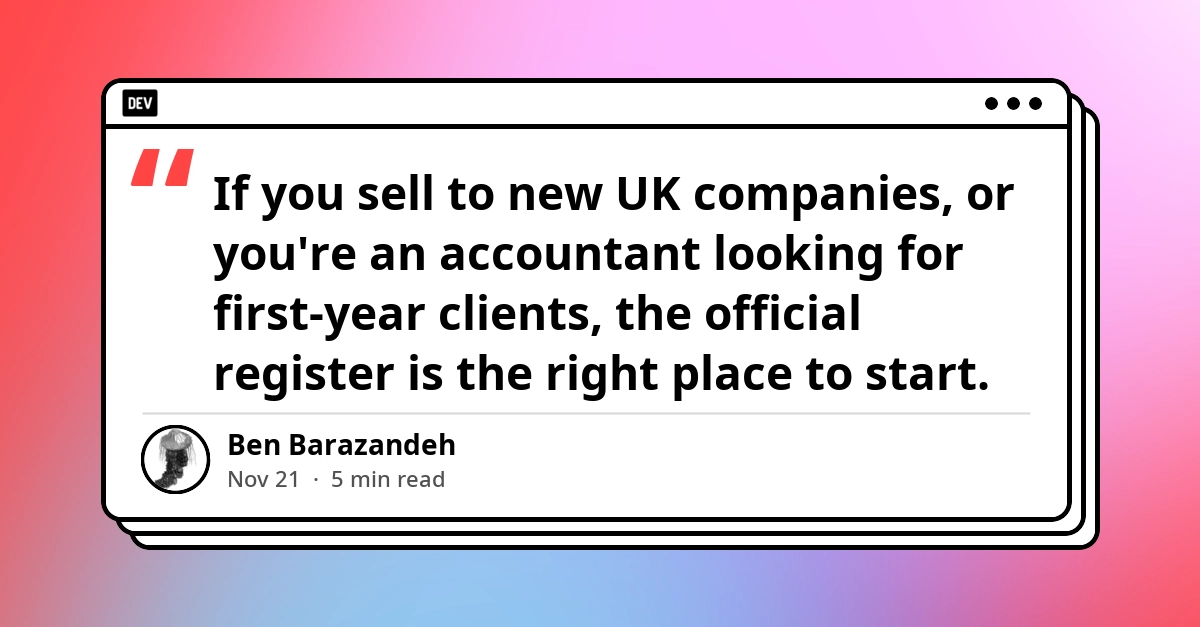 DEV
“
If you sell to new UK companies, or
you're an accountant looking for
first-year clients, the official
register is the right place to start.
Ben Barazandeh
Nov 21 · 5 min read